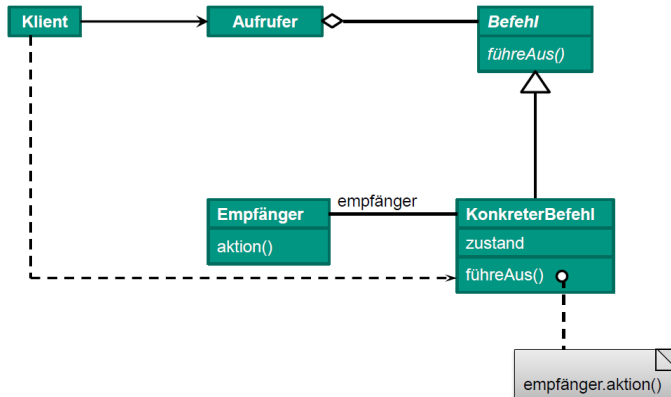 Klient
Aufrufer
Befehl
führeAus()
Empfänger
aktion()
empfänger
KonkreterBefehl
zustand
führeAus()
empfänger.aktion()